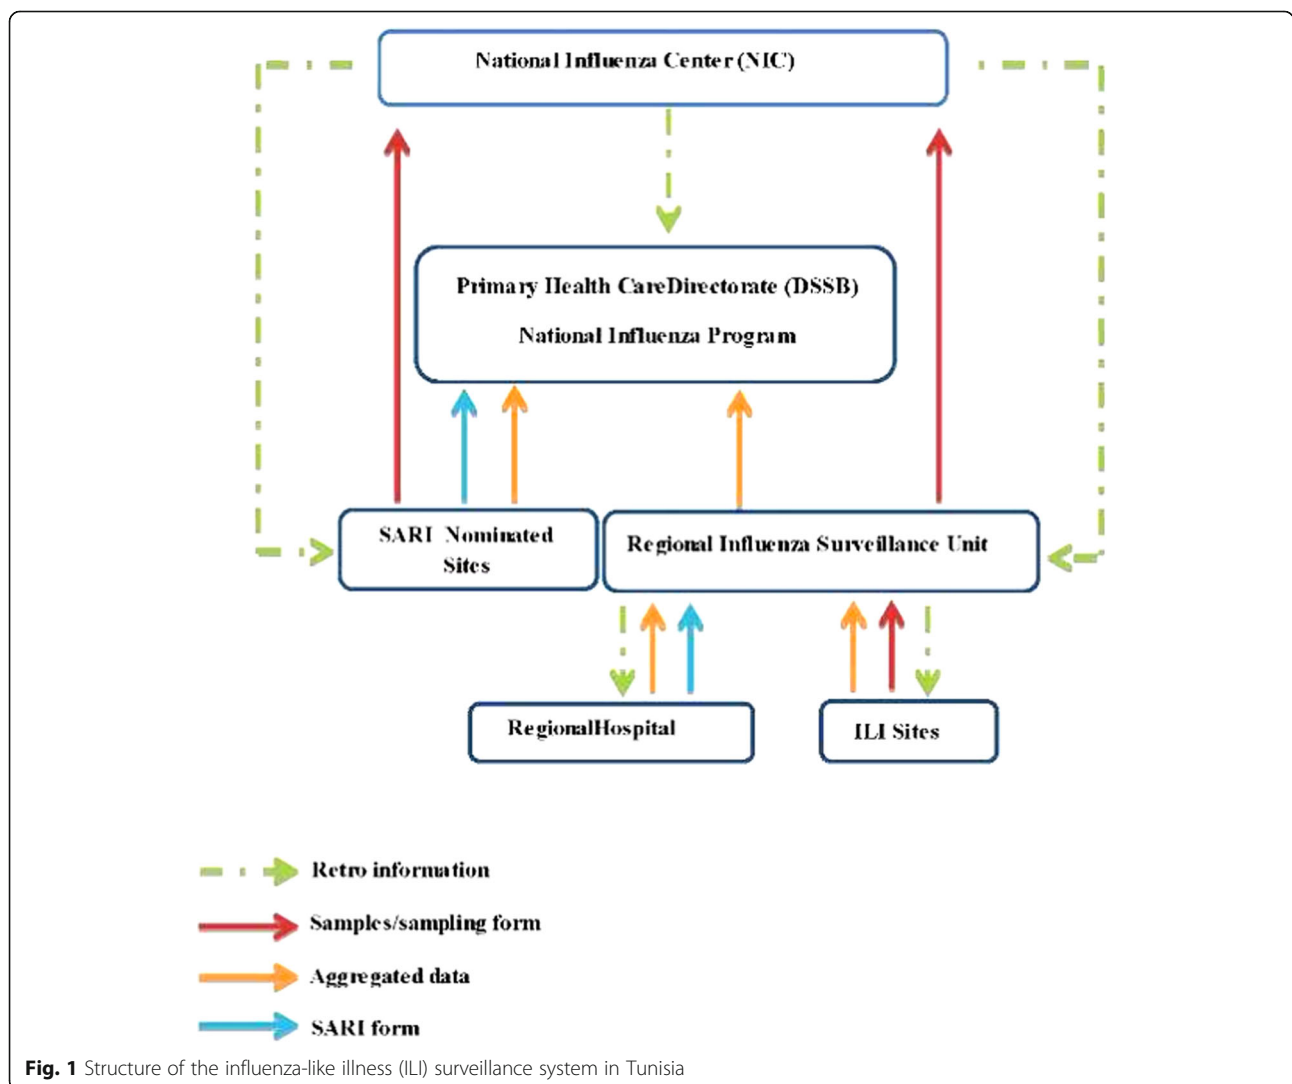 National Influenza Center (NIC)
Primary Health CareDirectorate (DSSB)
National Influenza Program
SARI Nominated
Sites
Regional Influenza Surveillance Unit
RegionalHospital
ILI Sites
Retro information
Samples/sampling form
Aggregated data
SARI form
Fig. 1 Structure of the influenza-like illness (ILI) surveillance system in Tunisia